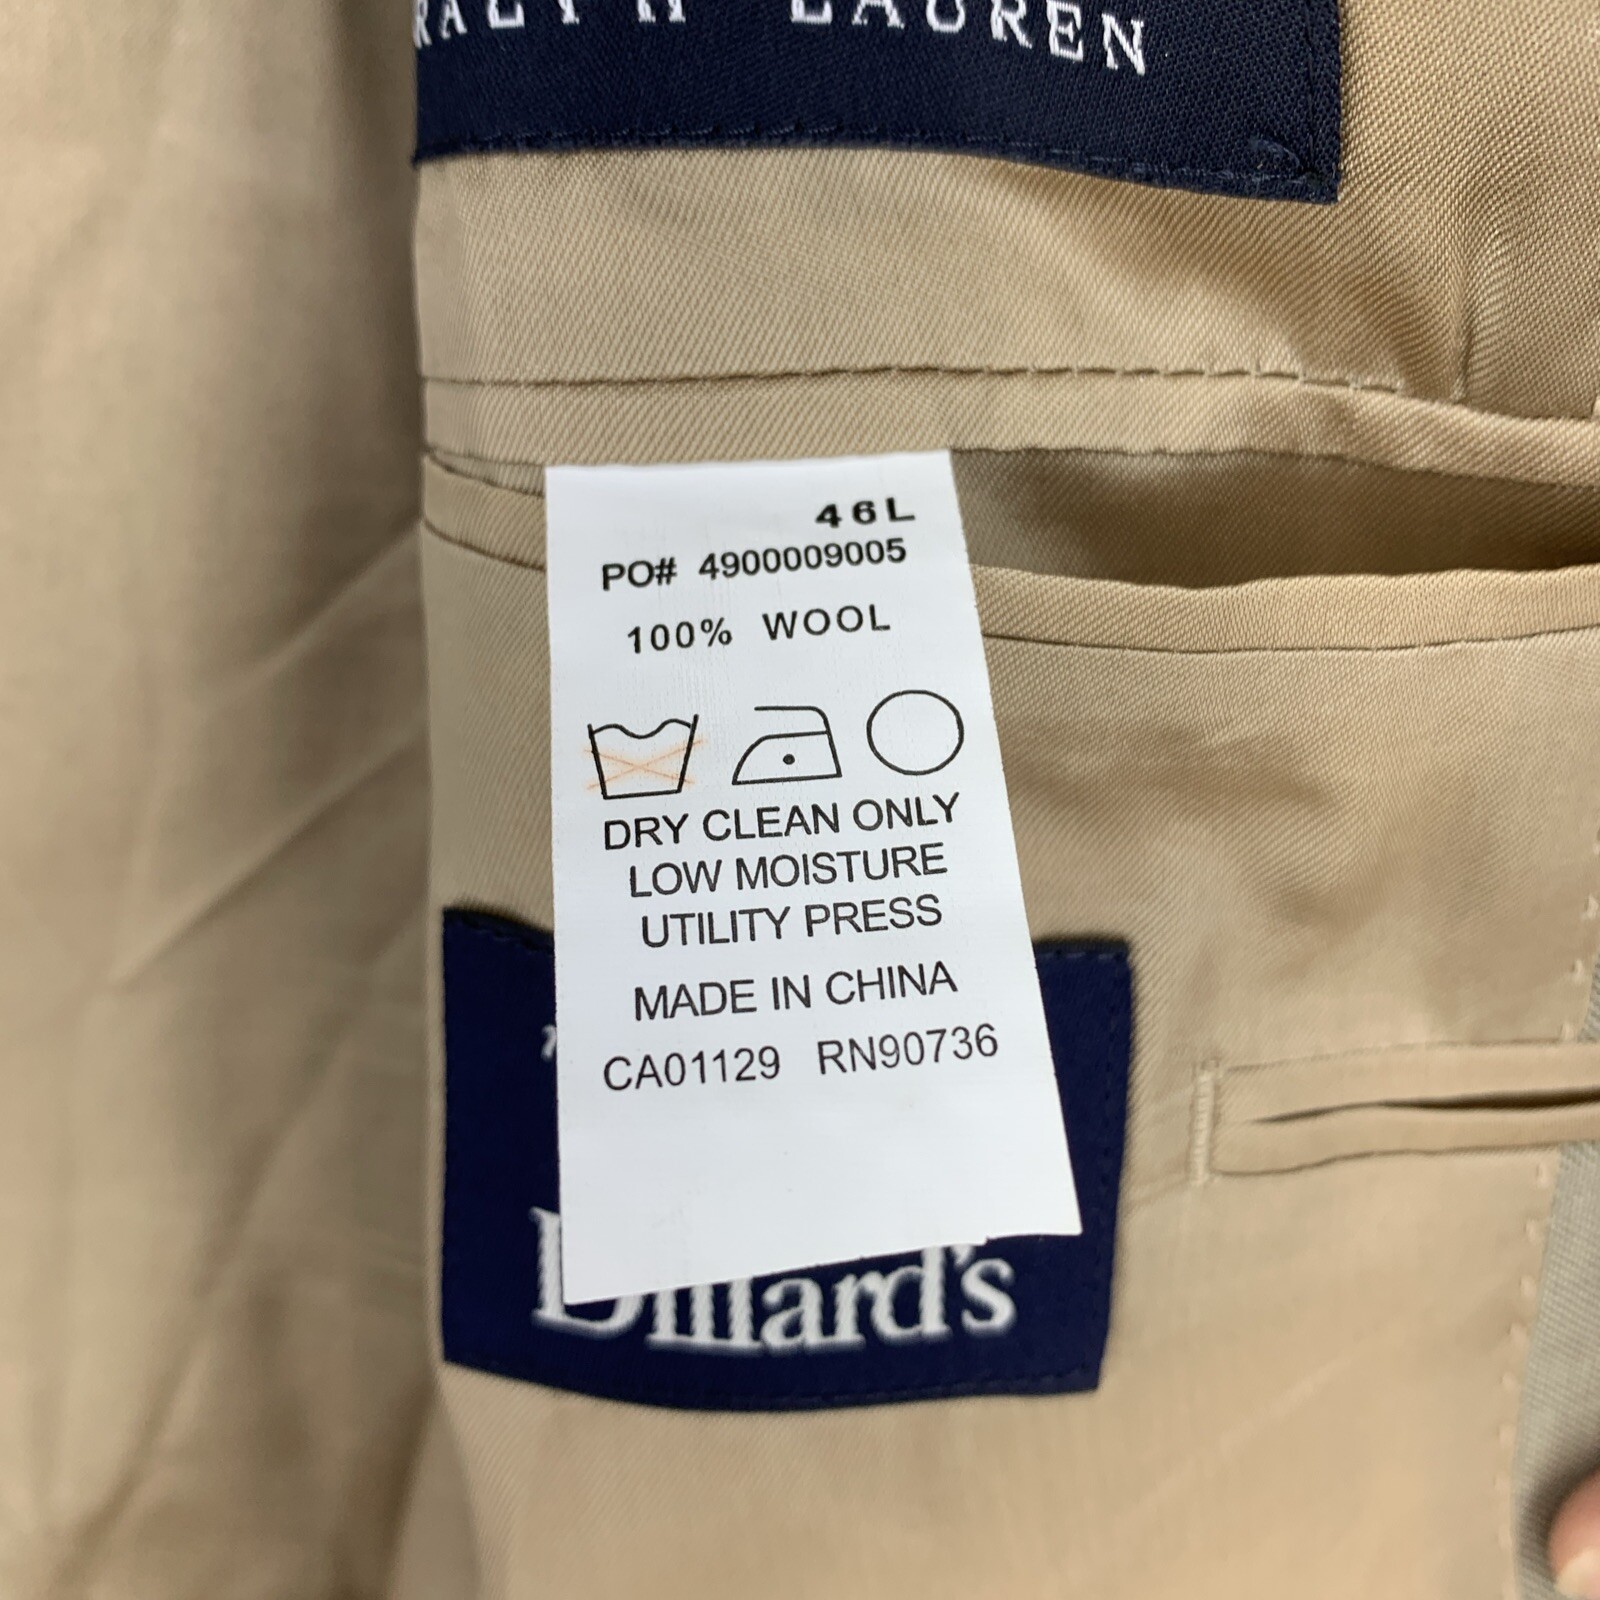 RALPH LAUREN
46L
PO# 4900009005
100% WOOL
DRY CLEAN ONLY
LOW MOISTURE
UTILITY PRESS
MADE IN CHINA
CA01129 RN90736
Dillard's